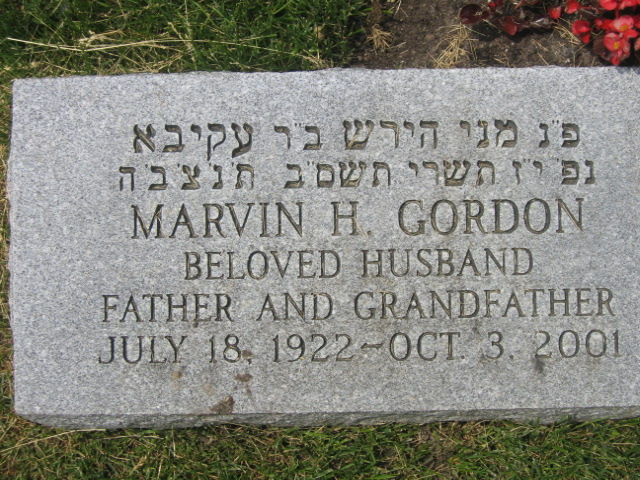 פ"נ מני הירש ב"ר עקיבא
נפ' י"ז תשרי תשס"ב ת'נ'צ'ב'ה
MARVIN H. GORDON
BELOVED HUSBAND
FATHER AND GRANDFATHER
JULY 18, 1922~OCT. 3, 2001